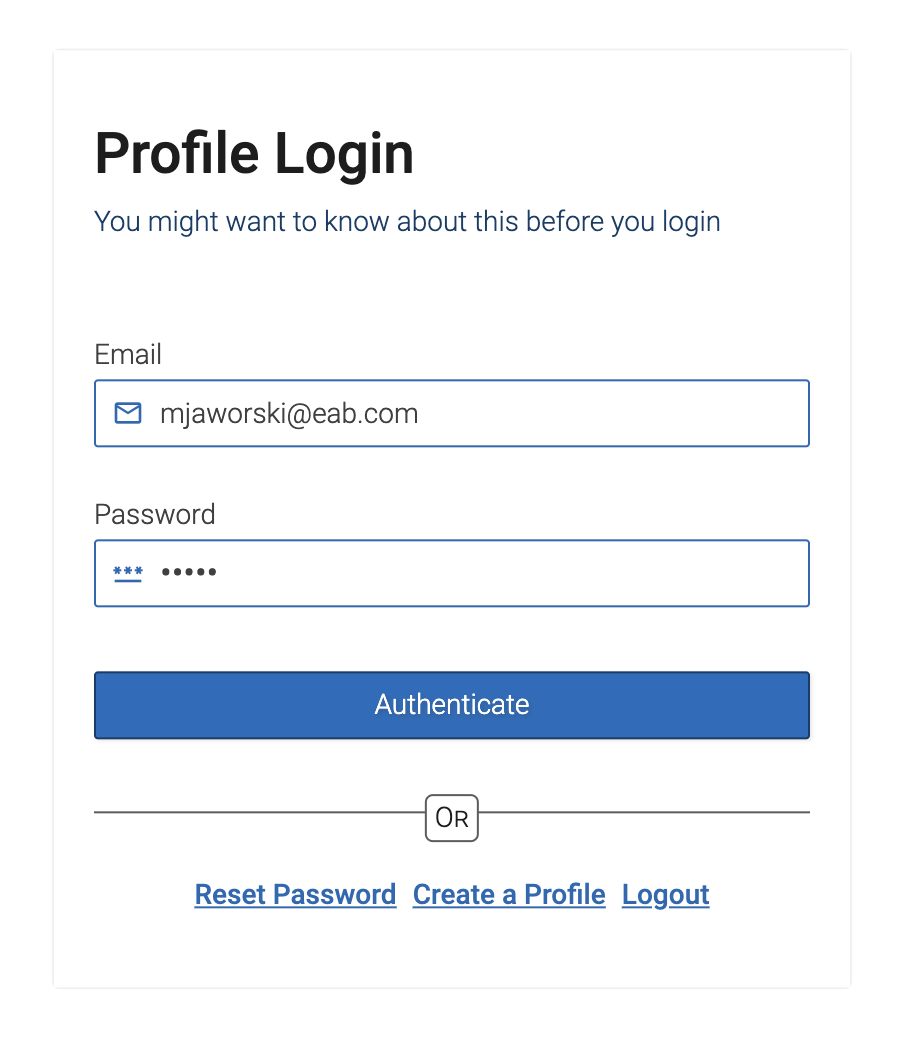 Profile Login
You might want to know about this before you login
Email
mjaworski@eab.com
Password
*** •••••
Authenticate
OR
Reset Password Create a Profile Logout